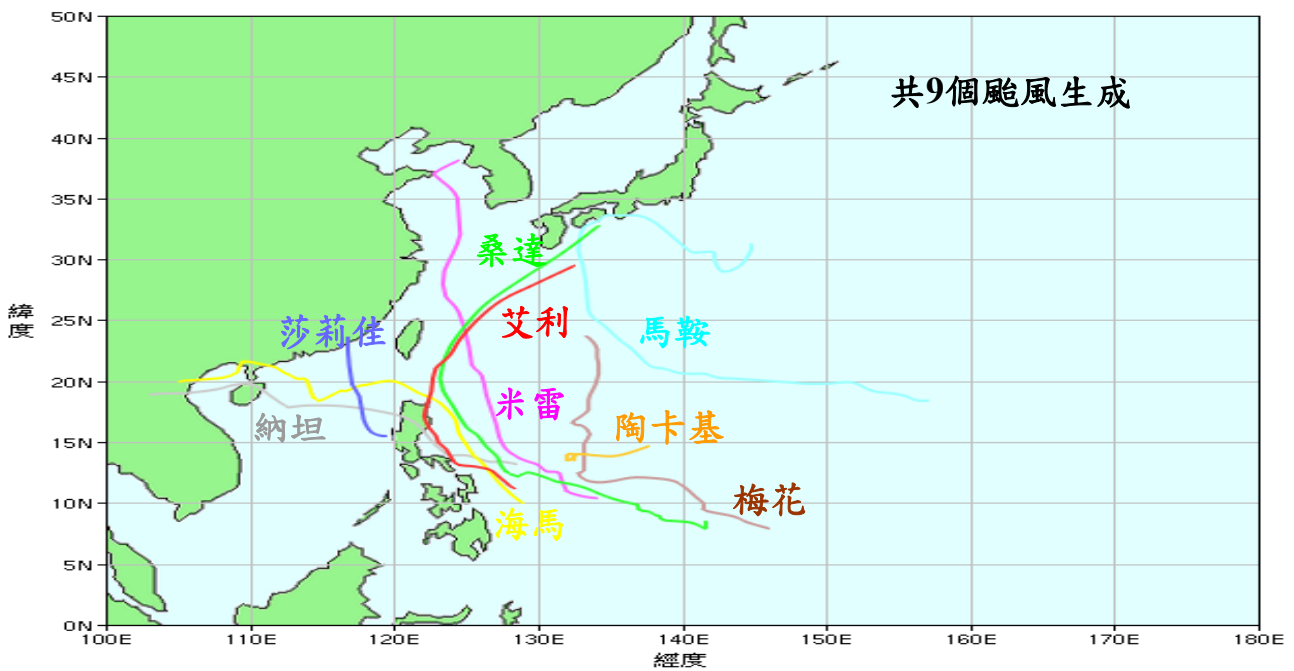 50N
45N
共9個颱風生成
40N
35N
桑達
30N
緯度
25N
莎莉佳
艾利
馬鞍
20N
米雷
納坦
陶卡基
15N
梅花
10N
海馬
5N
0N
100E 110E 120E 130E 140E 150E 160E 170E 180E
經度